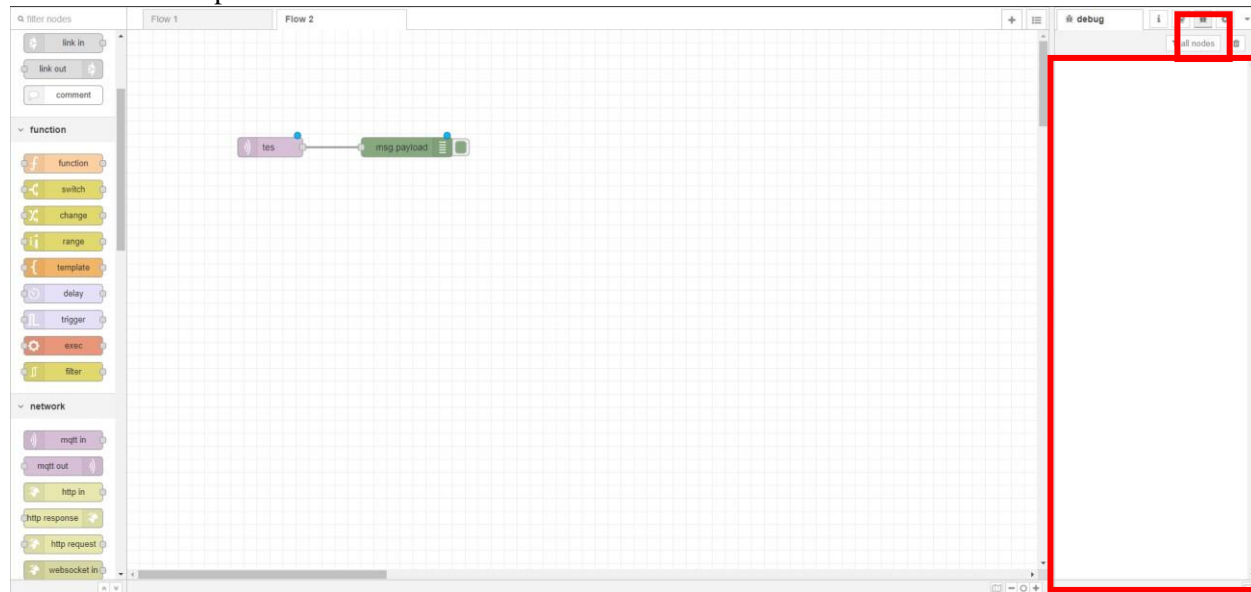 filter nodes
Flow 1
Flow 2
debug
i
all nodes
link in
link out
comment
function
function
switch
change
range
template
delay
trigger
exec
filter
network
mqtt in
mqtt out
http in
http response
http request
websocket in
tes
msg.payload